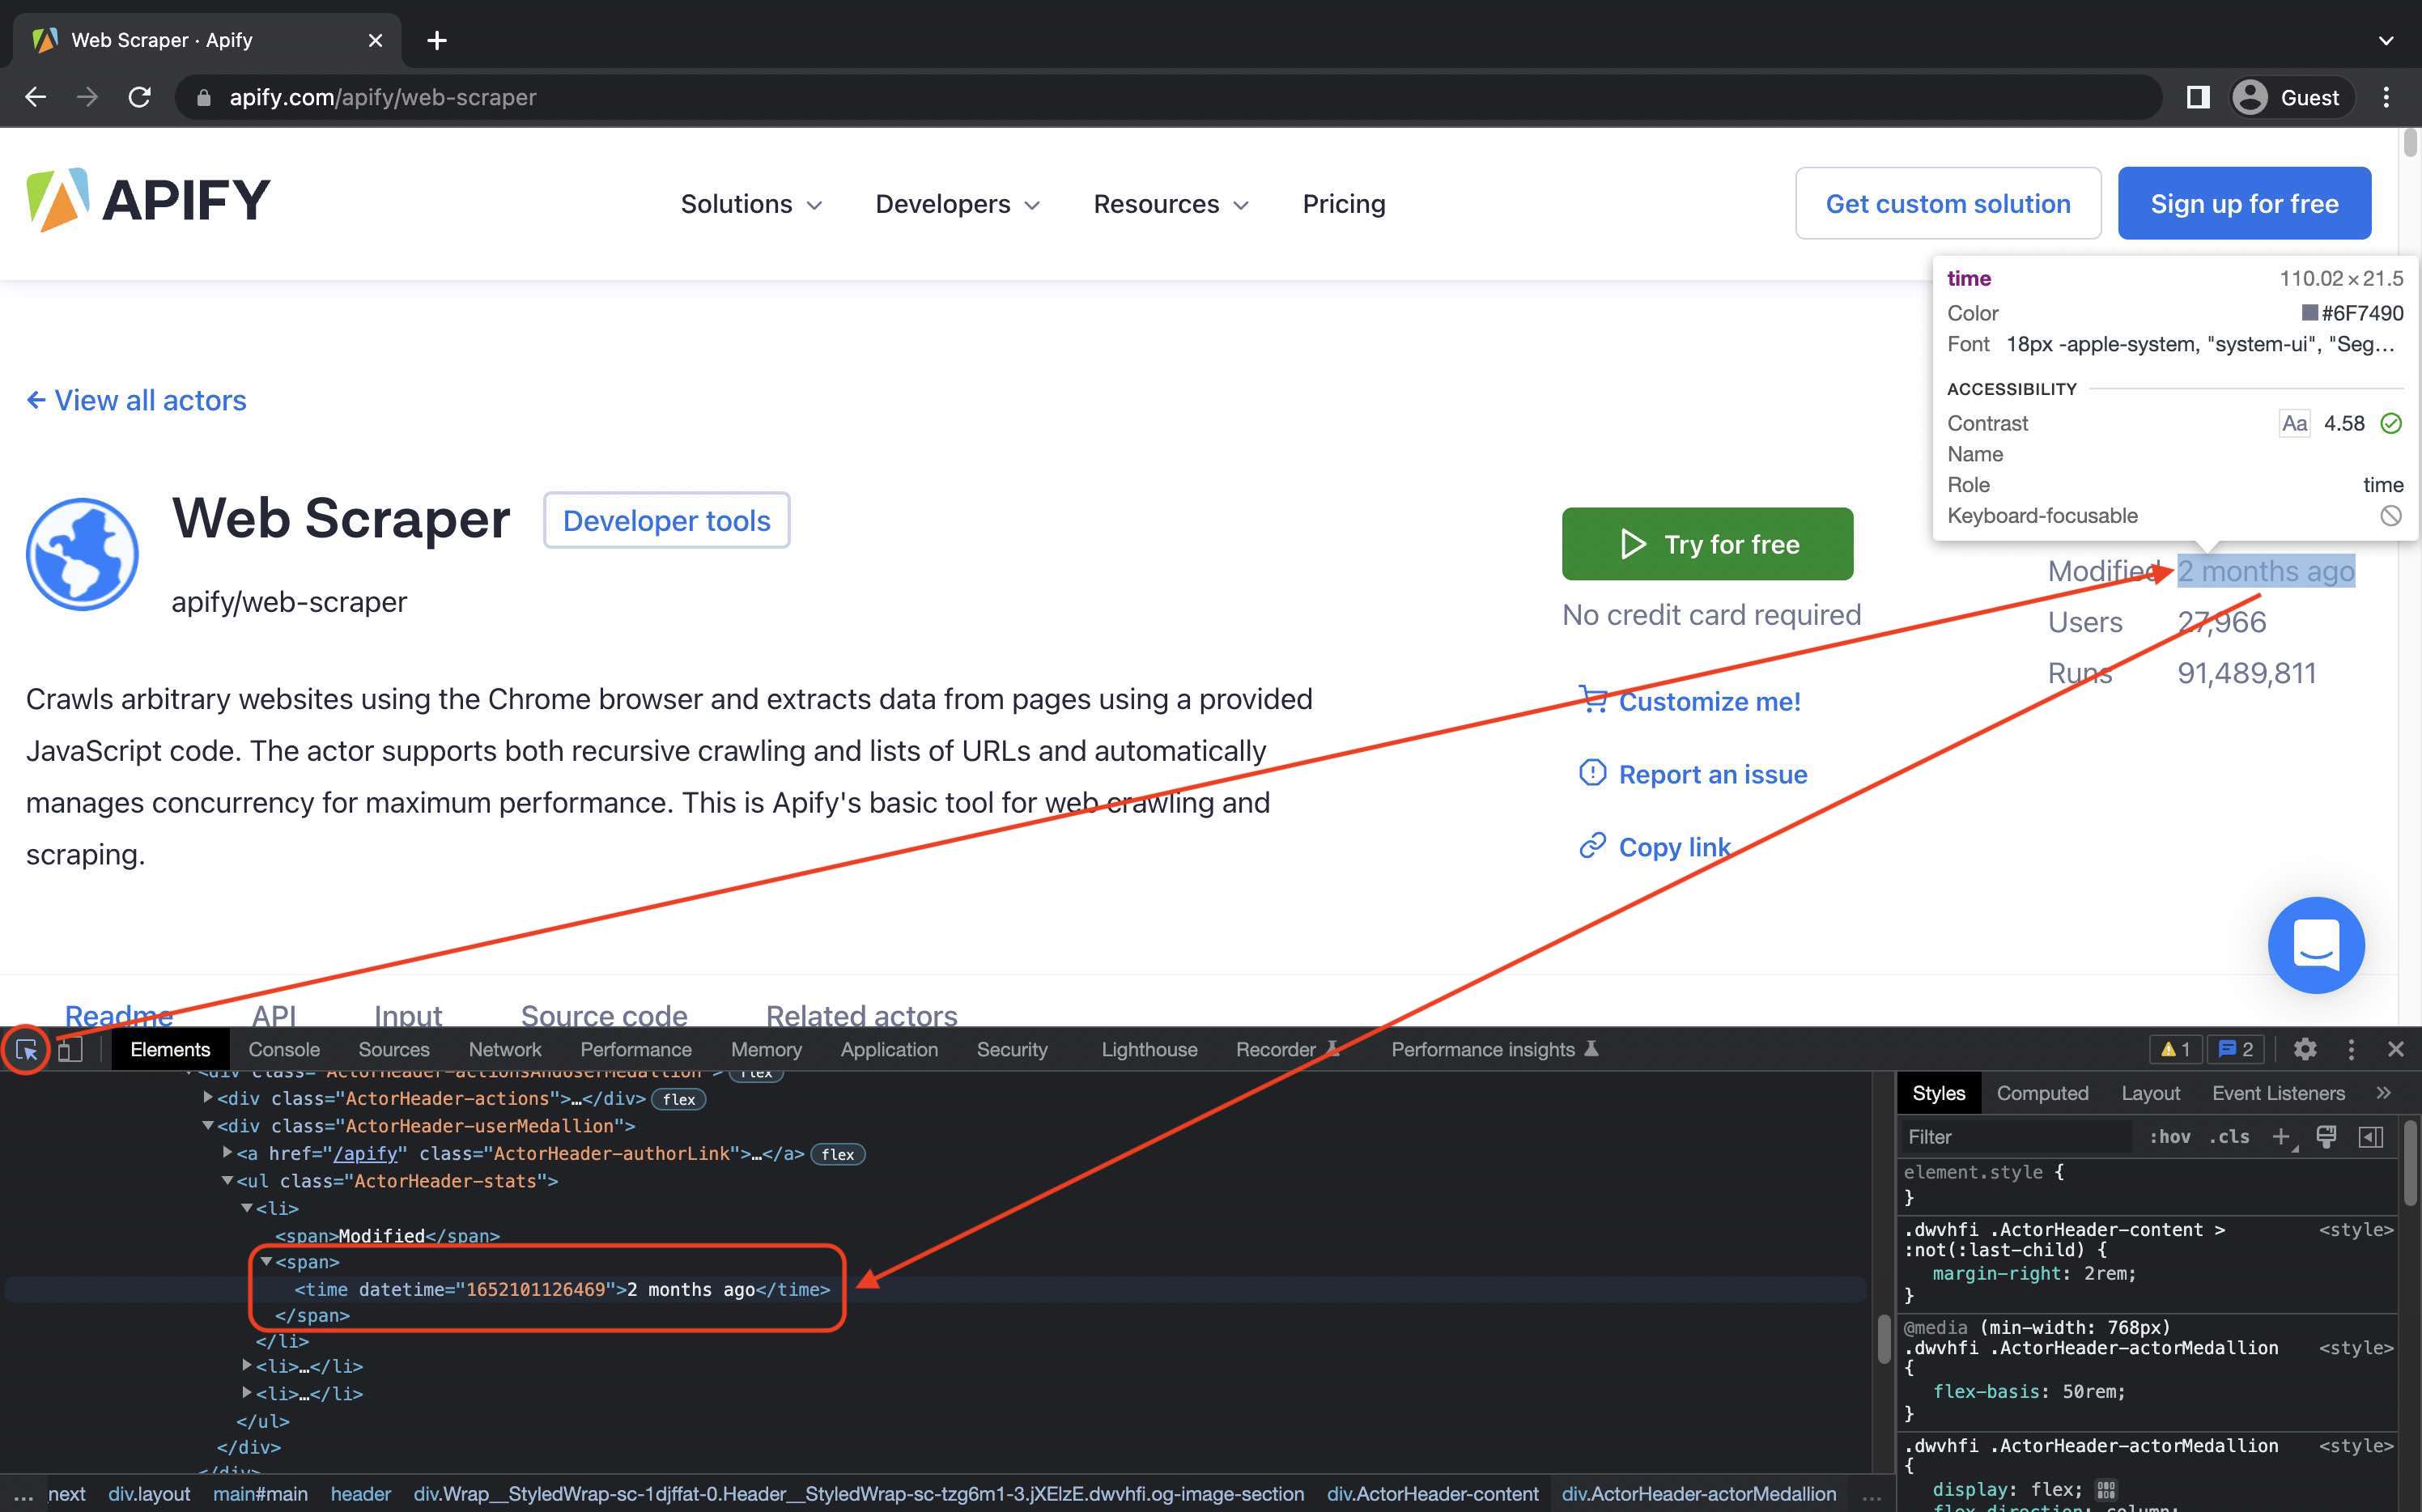 Web Scraper · Apify
apify.com/apify/web-scraper
Guest
APIFY
Solutions
Developers
Resources
Pricing
Get custom solution
Sign up for free
time 110.02×21.5
Color #6F7490
Font 18px -apple-system, "system-ui", "Seg…
ACCESSIBILITY
Contrast Aa 4.58
Name
Role time
Keyboard-focusable
View all actors
Web Scraper
Developer tools
apify/web-scraper
Try for free
No credit card required
Modified 2 months ago
Users 27,966
Runs 91,489,811
Crawls arbitrary websites using the Chrome browser and extracts data from pages using a provided
JavaScript code. The actor supports both recursive crawling and lists of URLs and automatically
manages concurrency for maximum performance. This is Apify's basic tool for web crawling and
scraping.
Customize me!
Report an issue
Copy link
Readme API Input Source code Related actors
Elements Console Sources Network Performance Memory Application Security Lighthouse Recorder Performance insights 1 2
<div class="ActorHeader-actionsAndUserMedallion"> flex
<div class="ActorHeader-actions">…</div> flex
<div class="ActorHeader-userMedallion">
<a href="/apify" class="ActorHeader-authorLink">…</a> flex
<ul class="ActorHeader-stats">
<li>
<span>Modified</span>
<span>
<time datetime="1652101126469">2 months ago</time>
</span>
</li>
<li>…</li>
<li>…</li>
</ul>
</div>
</div>
… next div.layout main#main header div.Wrap__StyledWrap-sc-1djffat-0.Header__StyledWrap-sc-tzg6m1-3.jXElzE.dwvhfi.og-image-section div.ActorHeader-content div.ActorHeader-actorMedallion …
Styles Computed Layout Event Listeners »
Filter :hov .cls +
element.style {
}
.dwvhfi .ActorHeader-content > <style>
:not(:last-child) {
margin-right: 2rem;
}
@media (min-width: 768px)
.dwvhfi .ActorHeader-actorMedallion <style>
{
flex-basis: 50rem;
}
.dwvhfi .ActorHeader-actorMedallion <style>
{
display: flex;
flex-direction: column;